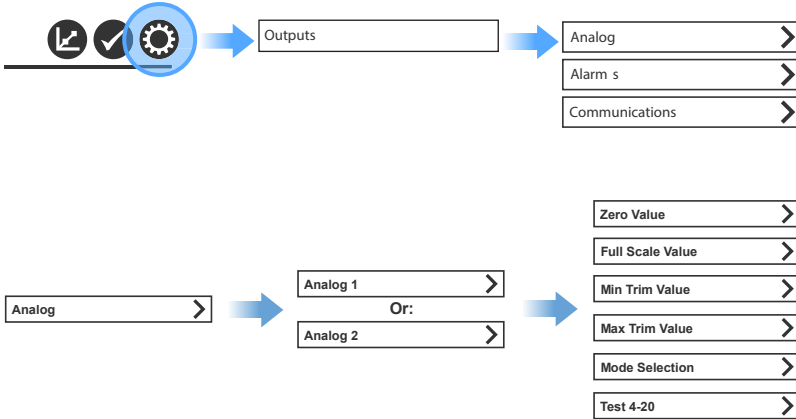 Outputs
Analog
Alarm s
Communications
Analog
Analog 1
Or:
Analog 2
Zero Value
Full Scale Value
Min Trim Value
Max Trim Value
Mode Selection
Test 4-20